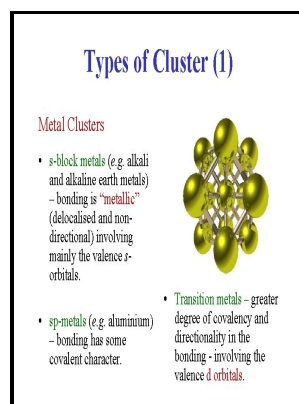 Types of Cluster (1)
Metal Clusters
• s-block metals (e.g. alkali
and alkaline earth metals)
– bonding is “metallic”
(delocalised and non-
directional) involving
mainly the valence s-
orbitals.
• sp-metals (e.g. aluminium)
– bonding has some
covalent character.
• Transition metals – greater
degree of covalency and
directionality in the
bonding - involving the
valence d orbitals.